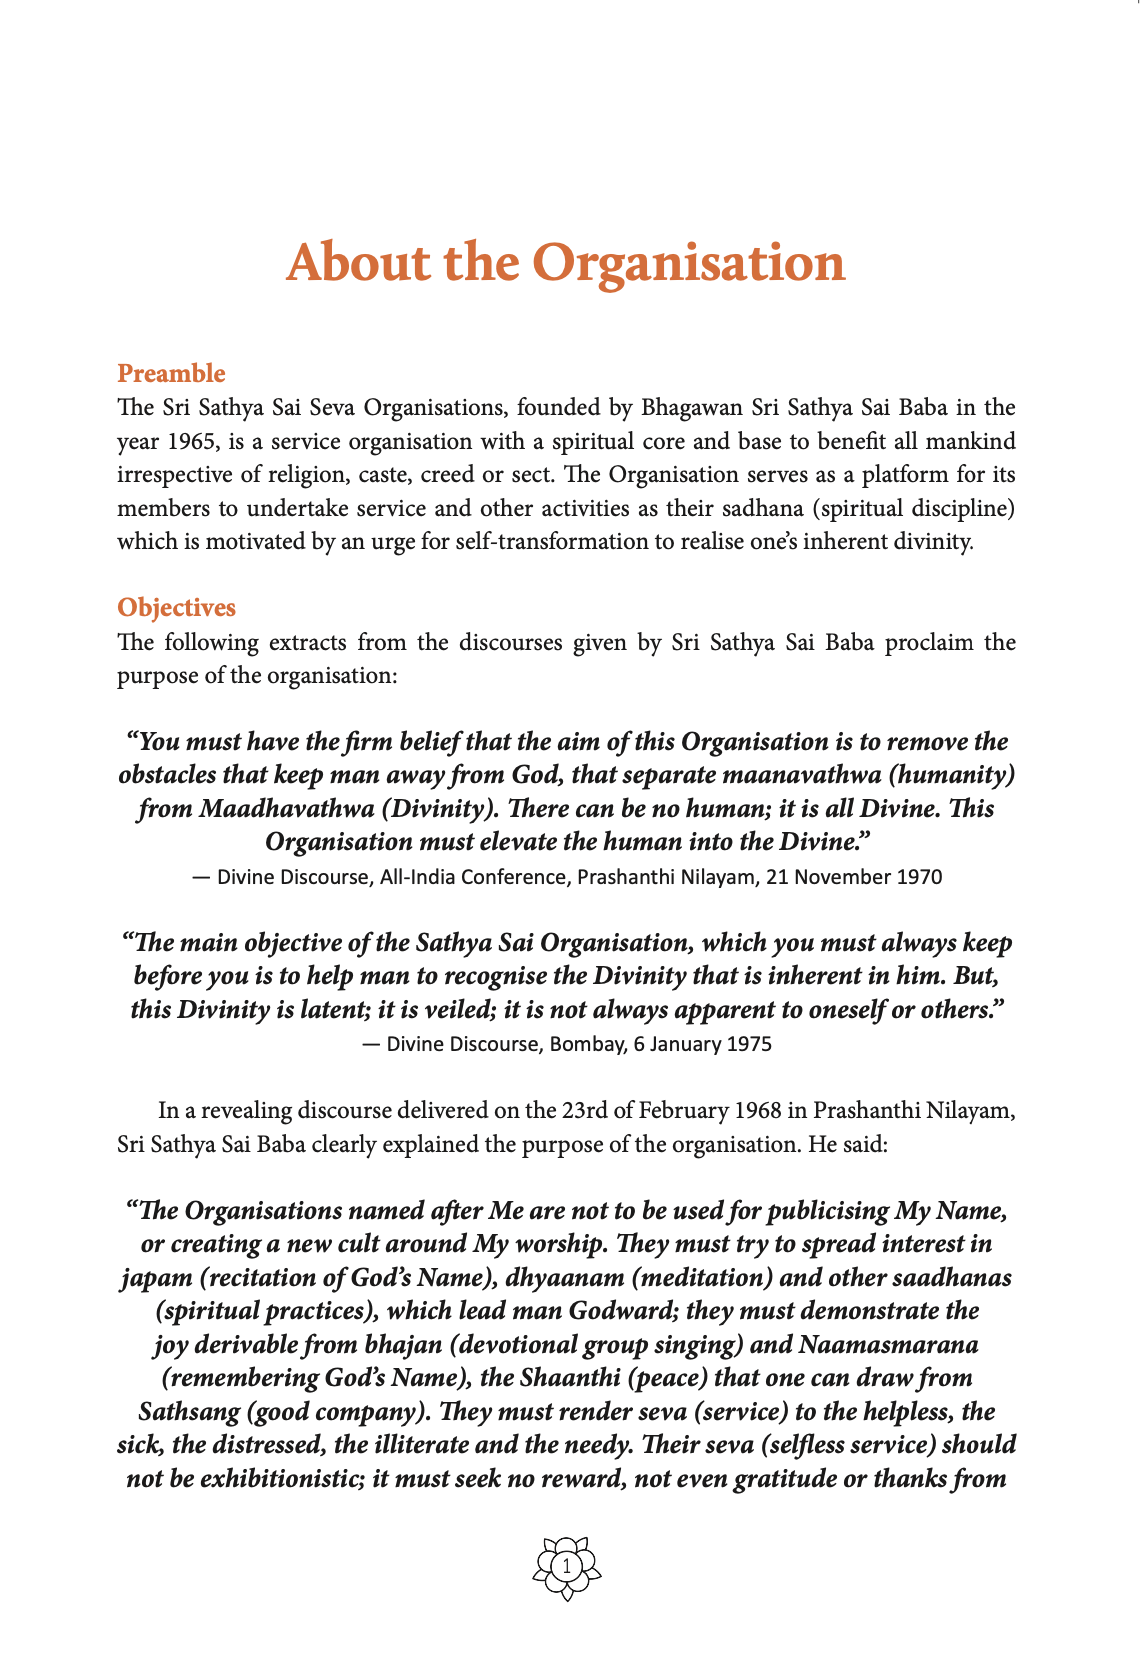 About the Organisation
Preamble
The Sri Sathya Sai Seva Organisations, founded by Bhagawan Sri Sathya Sai Baba in the
year 1965, is a service organisation with a spiritual core and base to benefit all mankind
irrespective of religion, caste, creed or sect. The Organisation serves as a platform for its
members to undertake service and other activities as their sadhana (spiritual discipline)
which is motivated by an urge for self-transformation to realise one’s inherent divinity.
Objectives
The following extracts from the discourses given by Sri Sathya Sai Baba proclaim the
purpose of the organisation:
“You must have the firm belief that the aim of this Organisation is to remove the
obstacles that keep man away from God, that separate maanavathwa (humanity)
from Maadhavathwa (Divinity). There can be no human; it is all Divine. This
Organisation must elevate the human into the Divine.”
— Divine Discourse, All-India Conference, Prashanthi Nilayam, 21 November 1970
“The main objective of the Sathya Sai Organisation, which you must always keep
before you is to help man to recognise the Divinity that is inherent in him. But,
this Divinity is latent; it is veiled; it is not always apparent to oneself or others.”
— Divine Discourse, Bombay, 6 January 1975
In a revealing discourse delivered on the 23rd of February 1968 in Prashanthi Nilayam,
Sri Sathya Sai Baba clearly explained the purpose of the organisation. He said:
“The Organisations named after Me are not to be used for publicising My Name,
or creating a new cult around My worship. They must try to spread interest in
japam (recitation of God’s Name), dhyaanam (meditation) and other saadhanas
(spiritual practices), which lead man Godward; they must demonstrate the
joy derivable from bhajan (devotional group singing) and Naamasmarana
(remembering God’s Name), the Shaanthi (peace) that one can draw from
Sathsang (good company). They must render seva (service) to the helpless, the
sick, the distressed, the illiterate and the needy. Their seva (selfless service) should
not be exhibitionistic; it must seek no reward, not even gratitude or thanks from
1